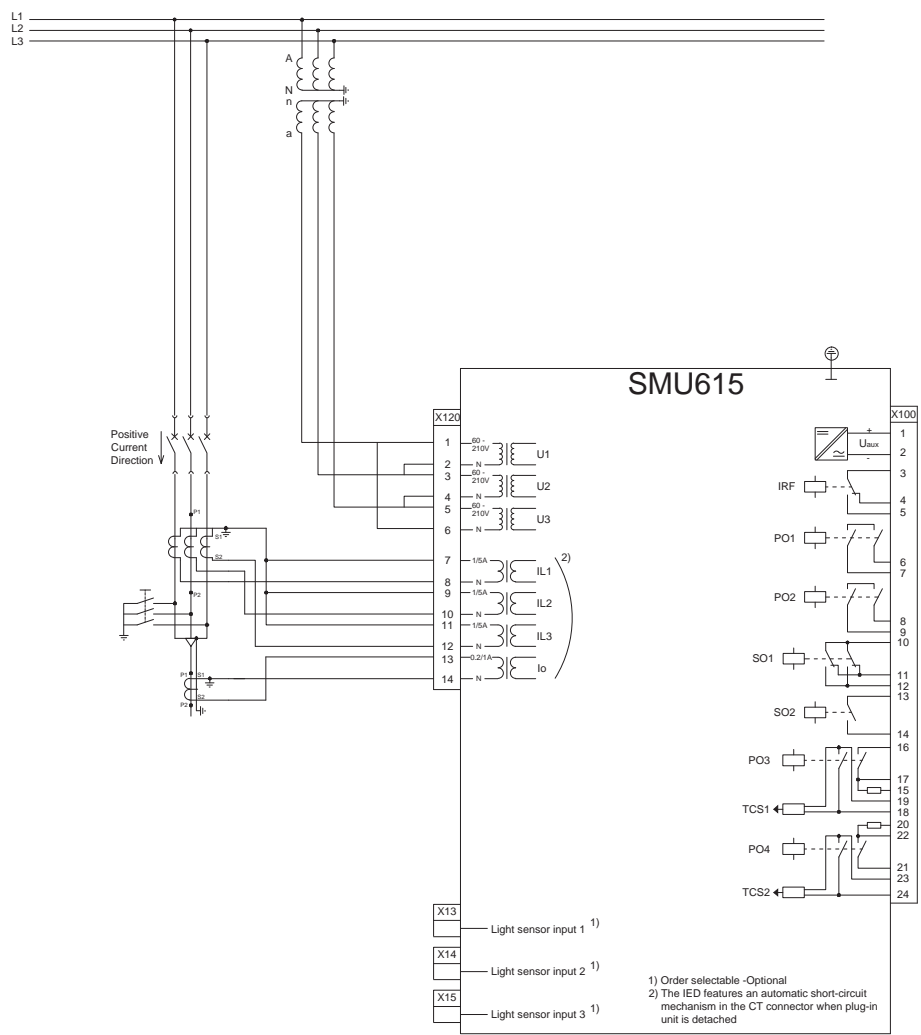 L1
L2
L3
A
N
n
a
SMU615
Positive
Current
Direction
X120
X100
1
60 -
210V
U1
2
N
3
60 -
210V
U2
4
N
5
60 -
210V
U3
6
N
7
1/5A
IL1
2)
8
N
9
1/5A
IL2
10
N
11
1/5A
IL3
12
N
13
0.2/1A
Io
14
N
P1
S1
S2
P2
P1
S1
S2
P2
+
Uaux
-
1
2
IRF
3
4
5
PO1
6
7
PO2
8
9
SO1
10
11
12
SO2
13
14
PO3
16
17
15
TCS1
19
18
20
22
PO4
21
23
TCS2
24
X13
Light sensor input 1 1)
X14
Light sensor input 2 1)
X15
Light sensor input 3 1)
1) Order selectable -Optional
2) The IED features an automatic short-circuit
mechanism in the CT connector when plug-in
unit is detached